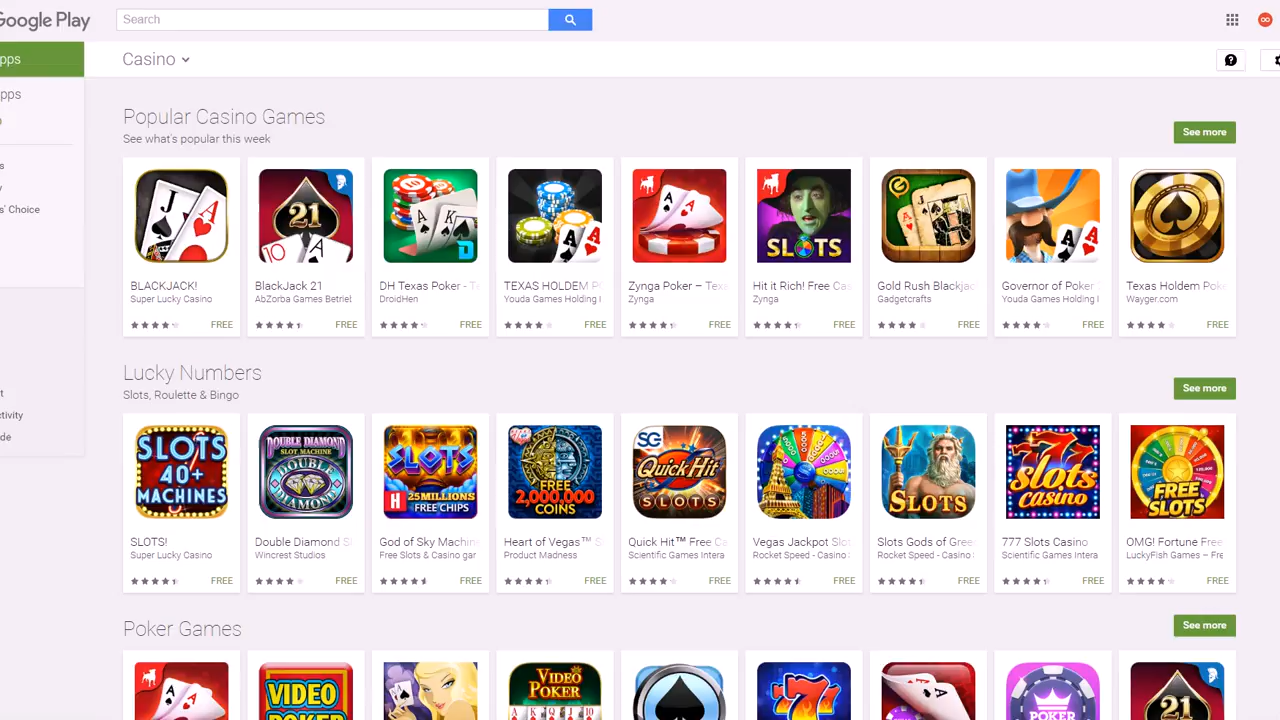 Google Play
Search
pps
Casino
pps
s' Choice
ctivity
de
Popular Casino Games
See what's popular this week
See more
BLACKJACK!
Super Lucky Casino
FREE
BlackJack 21
AbZorba Games Betriel
FREE
DH Texas Poker - T
DroidHen
FREE
TEXAS HOLDEM P
Youda Games Holding
FREE
Zynga Poker – Texa
Zynga
FREE
Hit it Rich! Free Cas
Zynga
FREE
Gold Rush Blackjac
Gadgetcrafts
FREE
Governor of Poker
Youda Games Holding
FREE
Texas Holdem Poke
Wayger.com
FREE
21
SLOTS
Lucky Numbers
Slots, Roulette & Bingo
See more
SLOTS
40+
MACHINES
SLOTS!
Super Lucky Casino
FREE
DOUBLE DIAMOND
SLOT MACHINE
DOUBLE
DIAMOND
Double Diamond S
Wincrest Studios
FREE
SLOTS
25MILLIONS
FREE CHIPS
God of Sky Machin
Free Slots & Casino gar
FREE
FREE
2,000,000
COINS
Heart of Vegas™ S
Product Madness
FREE
SG
Quick Hit
SLOTS
Quick Hit™ Free C
Scientific Games Intera
FREE
Vegas Jackpot Slo
Rocket Speed - Casino
FREE
SLOTS
Slots Gods of Gree
Rocket Speed - Casino
FREE
777
slots
casino
777 Slots Casino
Scientific Games Intera
FREE
FREE
SLOTS
OMG! Fortune Free
LuckyFish Games – Fre
FREE
Poker Games
See more
VIDEO
POKER
VIDEO
POKER
POKER
21